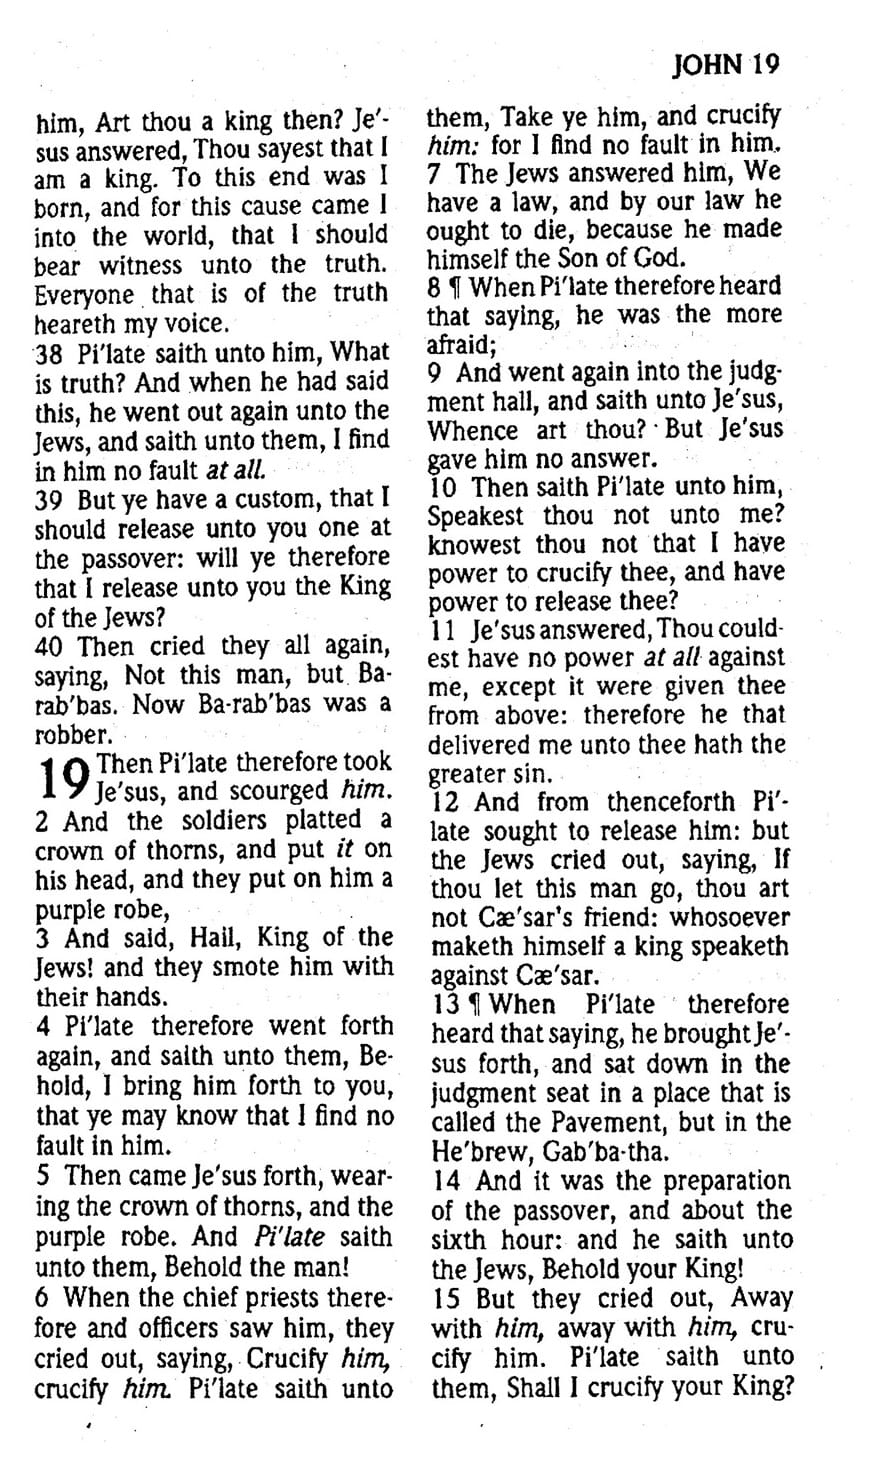 JOHN 19
him, Art thou a king then? Je′-
sus answered, Thou sayest that I
am a king. To this end was I
born, and for this cause came I
into the world, that I should
bear witness unto the truth.
Everyone that is of the truth
heareth my voice.
38 Pi′late saith unto him, What
is truth? And when he had said
this, he went out again unto the
Jews, and saith unto them, I find
in him no fault at all.
39 But ye have a custom, that I
should release unto you one at
the passover: will ye therefore
that I release unto you the King
of the Jews?
40 Then cried they all again,
saying, Not this man, but Ba-
rab′bas. Now Ba-rab′bas was a
robber.
19 Then Pi′late therefore took
Je′sus, and scourged him.
2 And the soldiers platted a
crown of thorns, and put it on
his head, and they put on him a
purple robe,
3 And said, Hail, King of the
Jews! and they smote him with
their hands.
4 Pi′late therefore went forth
again, and saith unto them, Be-
hold, I bring him forth to you,
that ye may know that I find no
fault in him.
5 Then came Je′sus forth, wear-
ing the crown of thorns, and the
purple robe. And Pi′late saith
unto them, Behold the man!
6 When the chief priests there-
fore and officers saw him, they
cried out, saying, Crucify him,
crucify him. Pi′late saith unto
them, Take ye him, and crucify
him: for I find no fault in him.
7 The Jews answered him, We
have a law, and by our law he
ought to die, because he made
himself the Son of God.
8 ¶ When Pi′late therefore heard
that saying, he was the more
afraid;
9 And went again into the judg-
ment hall, and saith unto Je′sus,
Whence art thou? But Je′sus
gave him no answer.
10 Then saith Pi′late unto him,
Speakest thou not unto me?
knowest thou not that I have
power to crucify thee, and have
power to release thee?
11 Je′sus answered, Thou could-
est have no power at all against
me, except it were given thee
from above: therefore he that
delivered me unto thee hath the
greater sin.
12 And from thenceforth Pi′-
late sought to release him: but
the Jews cried out, saying, If
thou let this man go, thou art
not Cæ′sar's friend: whosoever
maketh himself a king speaketh
against Cæ′sar.
13 ¶ When Pi′late therefore
heard that saying, he brought Je′-
sus forth, and sat down in the
judgment seat in a place that is
called the Pavement, but in the
He′brew, Gab′ba-tha.
14 And it was the preparation
of the passover, and about the
sixth hour: and he saith unto
the Jews, Behold your King!
15 But they cried out, Away
with him, away with him, cru-
cify him. Pi′late saith unto
them, Shall I crucify your King?